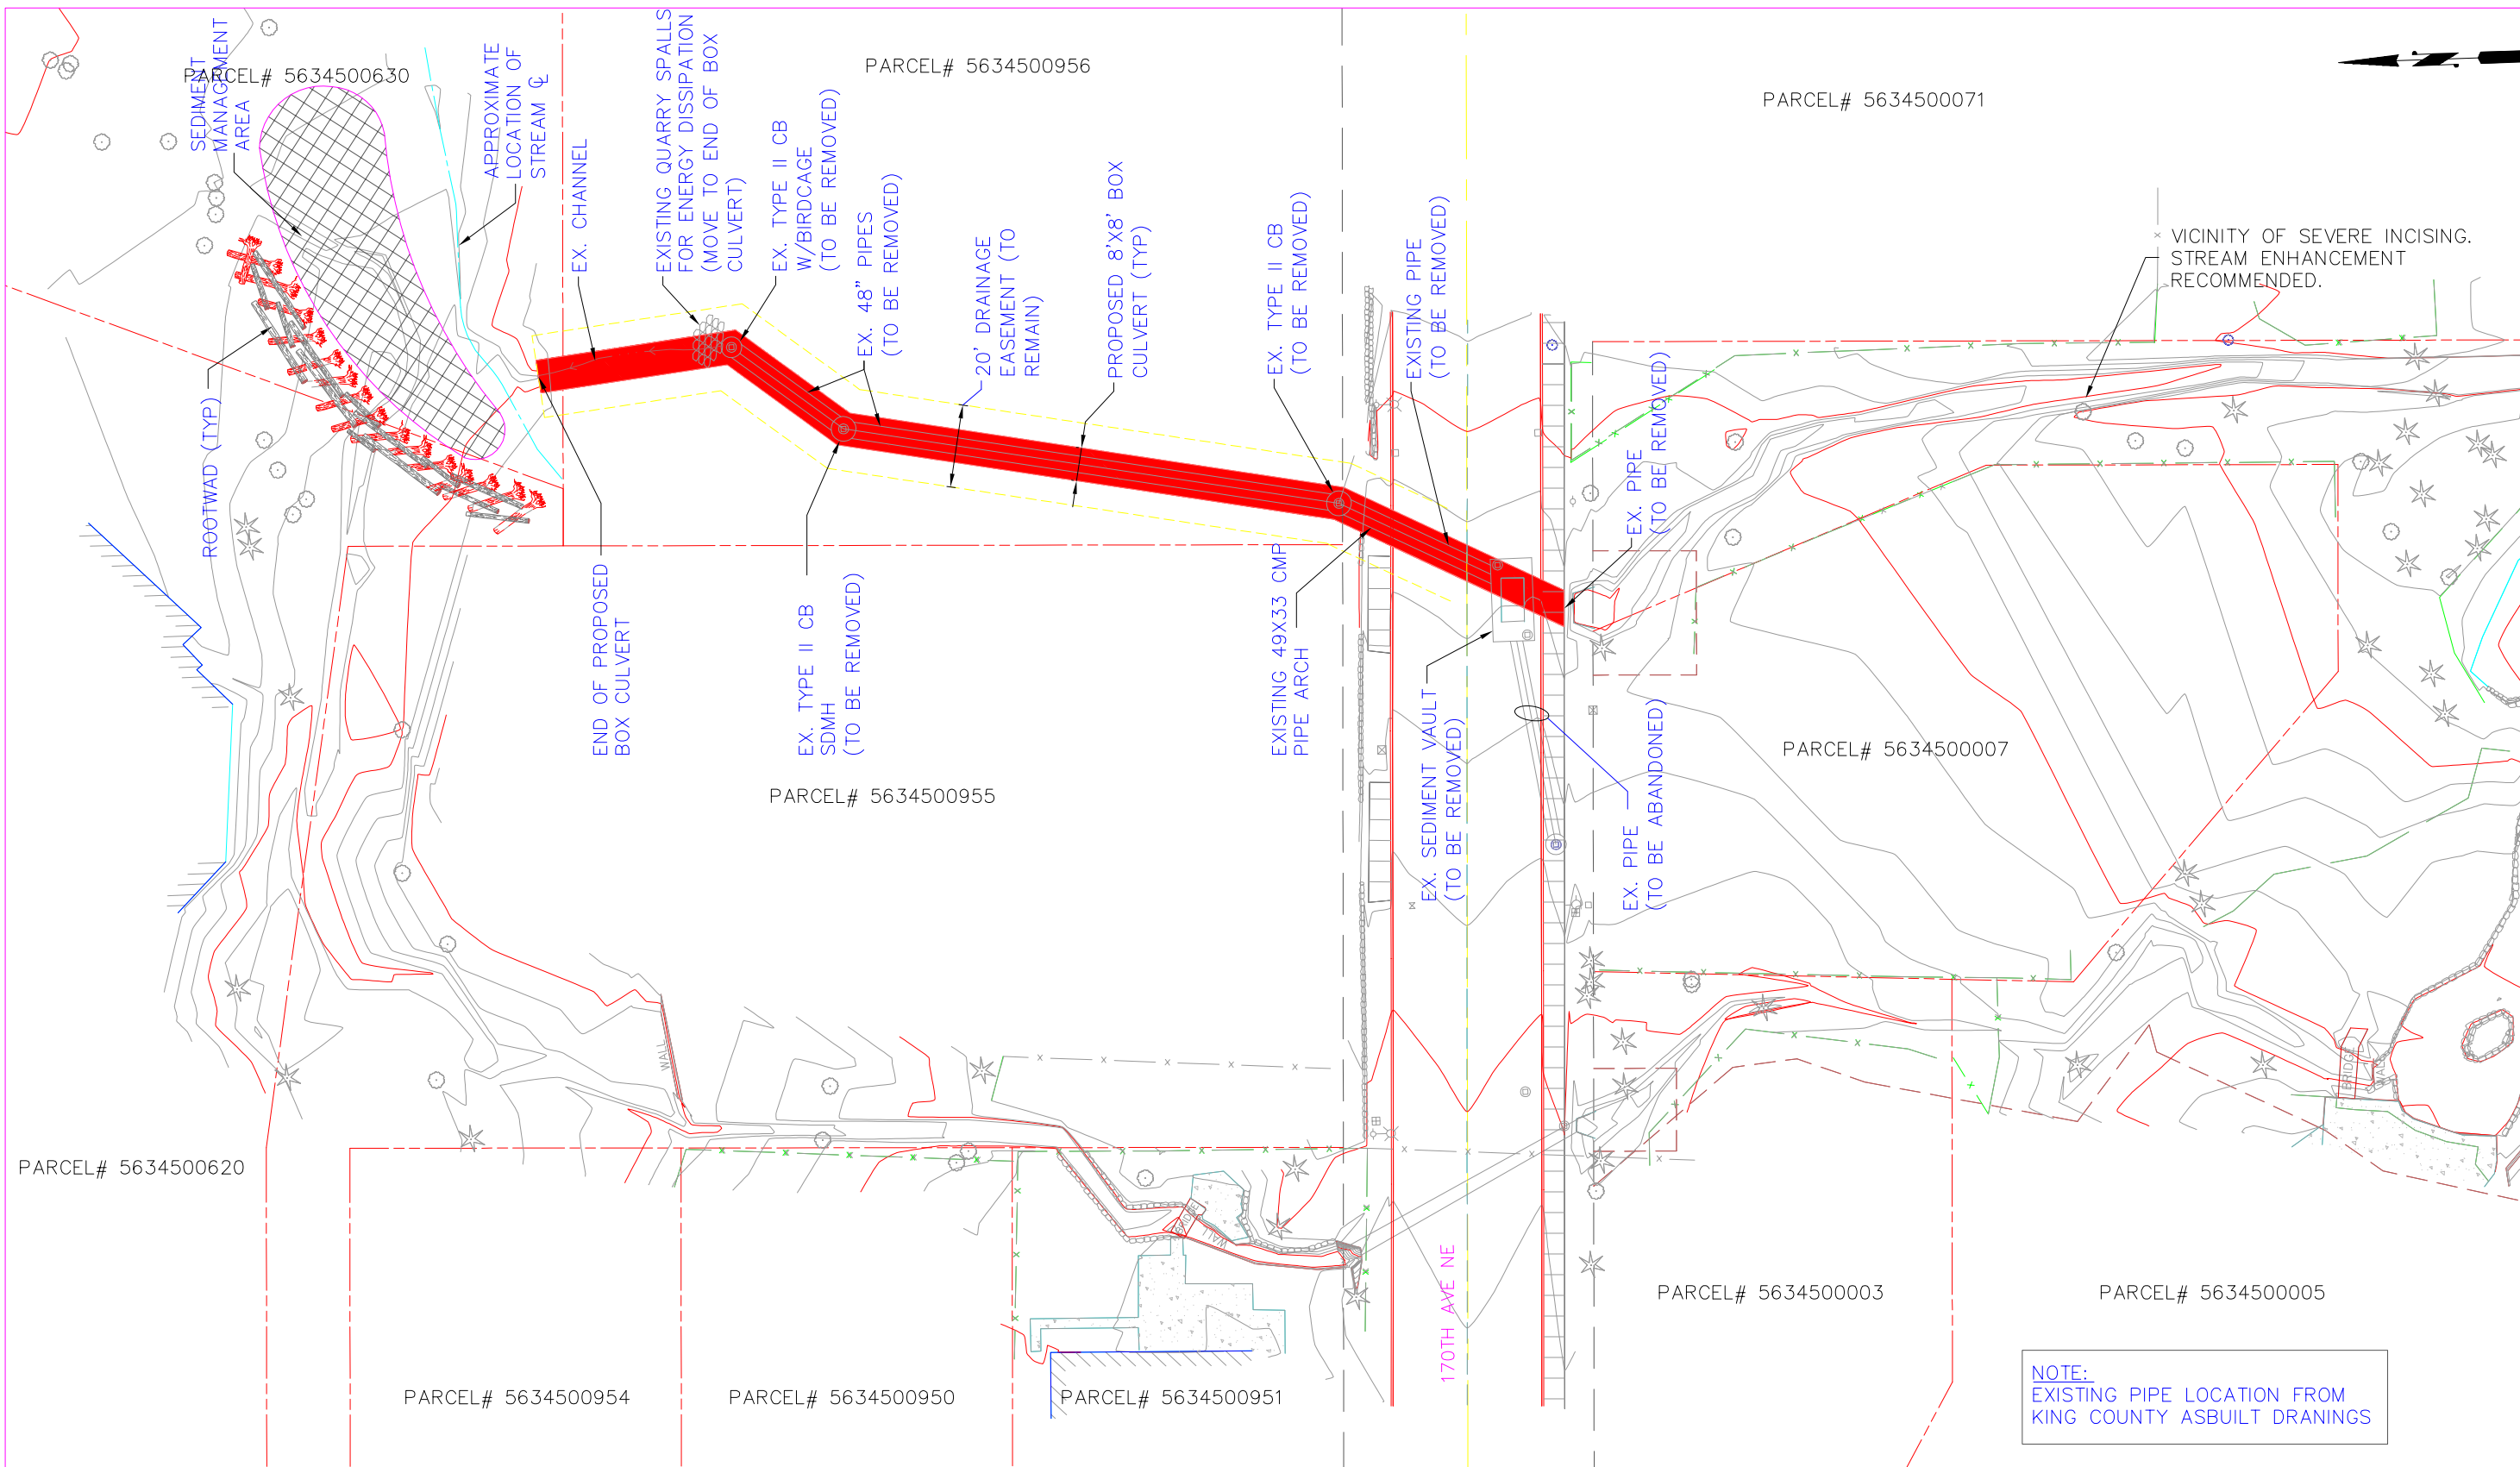 PARCEL# 5634500630
SEDIMENT
MANAGEMENT
AREA
APPROXIMATE
LOCATION OF
STREAM ℄
EX. CHANNEL
EXISTING QUARRY SPALLS
FOR ENERGY DISSIPATION
(MOVE TO END OF BOX
CULVERT)
PARCEL# 5634500956
EX. TYPE II CB
W/BIRDCAGE
(TO BE REMOVED)
EX. 48" PIPES
(TO BE REMOVED)
20' DRAINAGE
EASEMENT (TO
REMAIN)
PROPOSED 8'X8' BOX
CULVERT (TYP)
EX. TYPE II CB
(TO BE REMOVED)
EXISTING PIPE
(TO BE REMOVED)
PARCEL# 5634500071
VICINITY OF SEVERE INCISING.
STREAM ENHANCEMENT
RECOMMENDED.
ROOTWAD (TYP)
END OF PROPOSED
BOX CULVERT
EX. TYPE II CB
SDMH
(TO BE REMOVED)
EXISTING 49X33 CMP
PIPE ARCH
EX. SEDIMENT VAULT
(TO BE REMOVED)
EX. PIPE
(TO BE REMOVED)
EX. PIPE
(TO BE ABANDONED)
PARCEL# 5634500955
PARCEL# 5634500007
WALL
BRIDGE
WALL
BRIDGE
WALL
PARCEL# 5634500620
170TH AVE NE
PARCEL# 5634500003
PARCEL# 5634500005
PARCEL# 5634500954
PARCEL# 5634500950
PARCEL# 5634500951
NOTE:
EXISTING PIPE LOCATION FROM
KING COUNTY ASBUILT DRANINGS